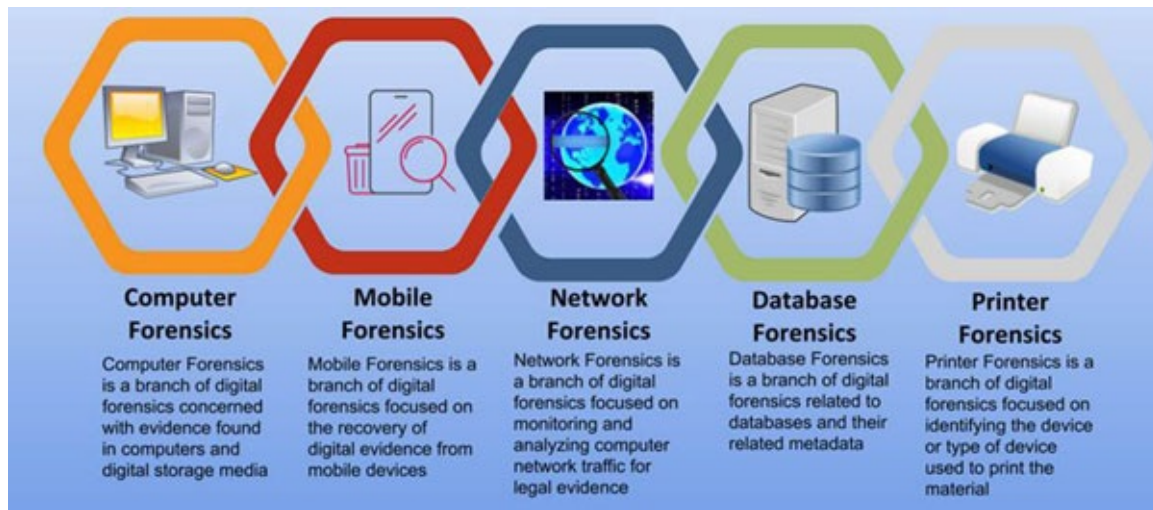 Computer
Forensics
Computer Forensics
is a branch of digital
forensics concerned
with evidence found
in computers and
digital storage media
Mobile
Forensics
Mobile Forensics is a
branch of digital
forensics focused on
the recovery of
digital evidence from
mobile devices
Network
Forensics
Network Forensics is
a branch of digital
forensics focused on
monitoring and
analyzing computer
network traffic for
legal evidence
Database
Forensics
Database Forensics
is a branch of digital
forensics related to
databases and their
related metadata
Printer
Forensics
Printer Forensics is a
branch of digital
forensics focused on
identifying the device
or type of device
used to print the
material